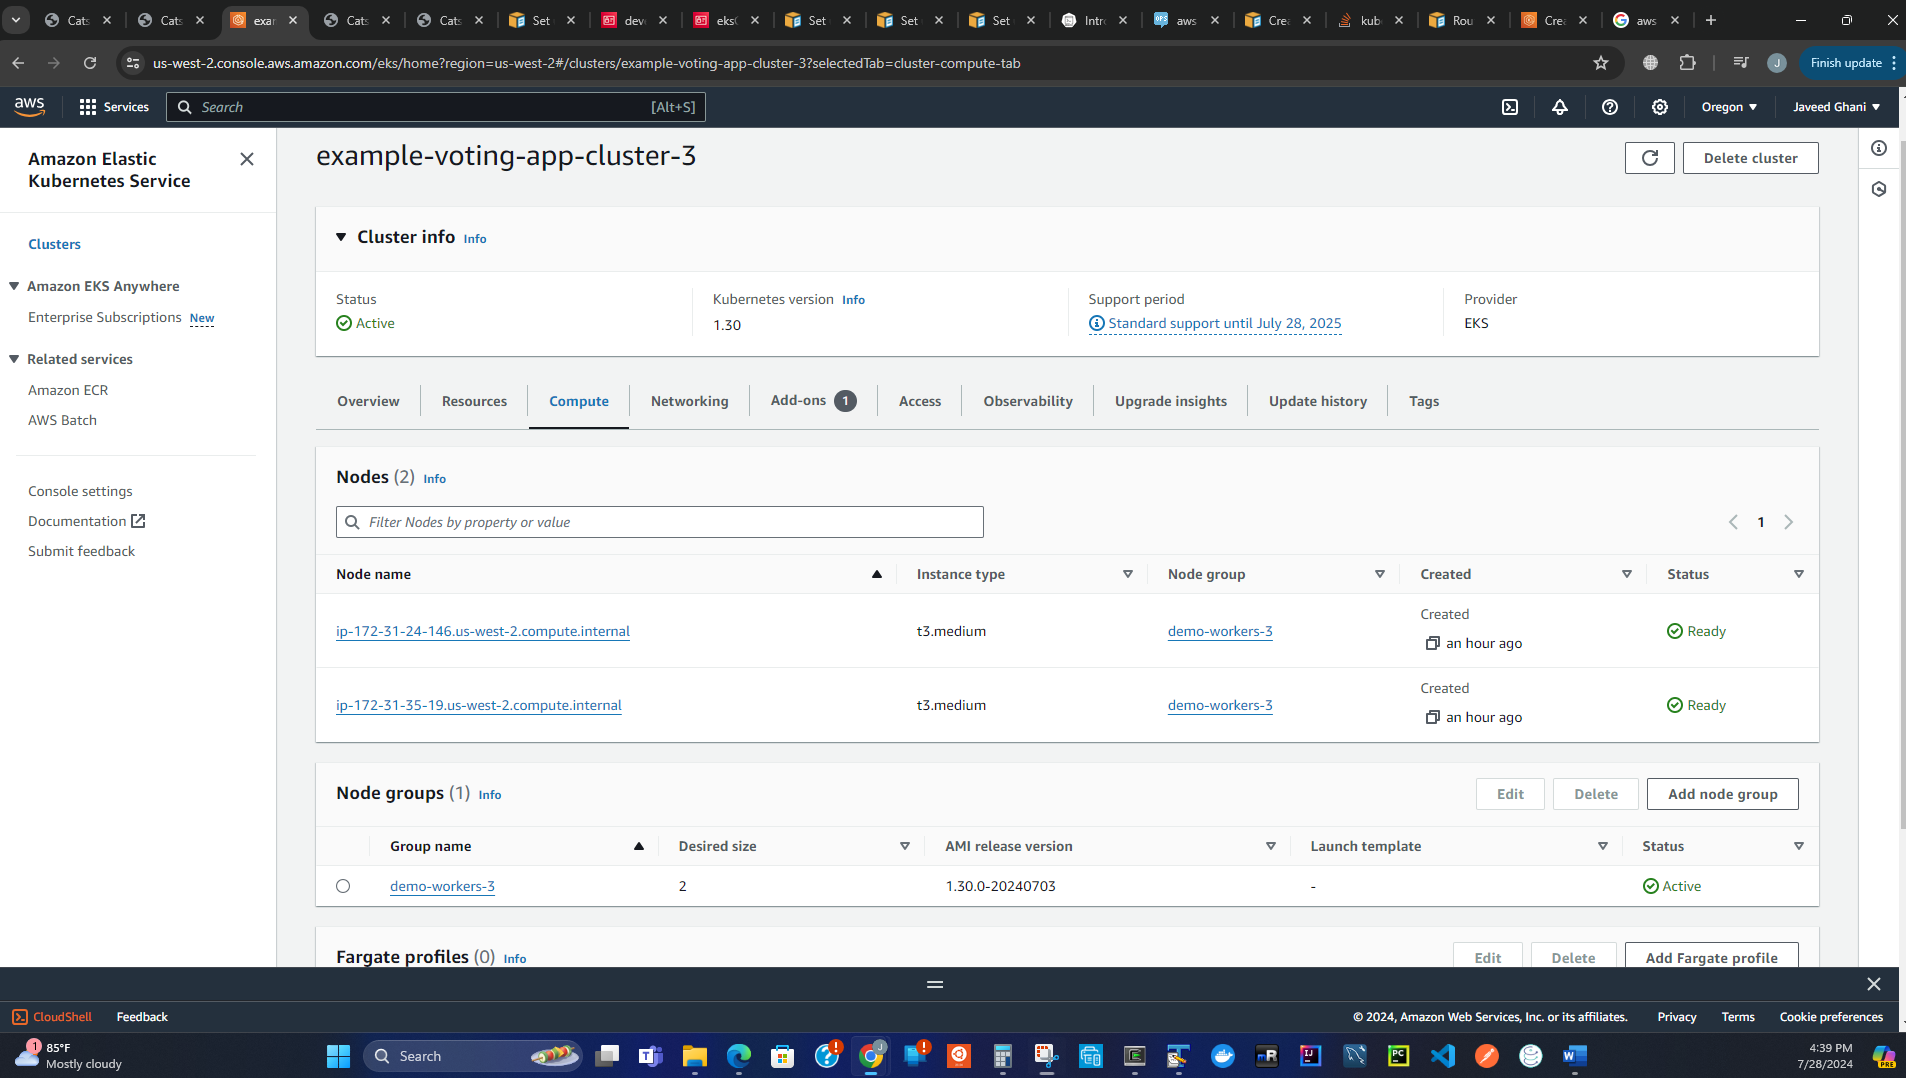 Cats
Cats
exar
Cats
Cats
Set
deve
eks
Set
Set
Set
Intro
aws
Crea
kub
Rou
Crea
aws
us-west-2.console.aws.amazon.com/eks/home?region=us-west-2#/clusters/example-voting-app-cluster-3?selectedTab=cluster-compute-tab
J
Finish update
aws
Services
Search
[Alt+S]
Oregon
Javeed Ghani
Amazon Elastic
Kubernetes Service
Clusters
Amazon EKS Anywhere
Enterprise Subscriptions New
Related services
Amazon ECR
AWS Batch
Console settings
Documentation
Submit feedback
example-voting-app-cluster-3
Delete cluster
Cluster info Info
Status
Active
Kubernetes version Info
1.30
Support period
Standard support until July 28, 2025
Provider
EKS
Overview
Resources
Compute
Networking
Add-ons 1
Access
Observability
Upgrade insights
Update history
Tags
Nodes (2) Info
Filter Nodes by property or value
1
Node name
Instance type
Node group
Created
Status
ip-172-31-24-146.us-west-2.compute.internal
t3.medium
demo-workers-3
Created
an hour ago
Ready
ip-172-31-35-19.us-west-2.compute.internal
t3.medium
demo-workers-3
Created
an hour ago
Ready
Node groups (1) Info
Edit
Delete
Add node group
Group name
Desired size
AMI release version
Launch template
Status
demo-workers-3
2
1.30.0-20240703
-
Active
Fargate profiles (0) Info
Edit
Delete
Add Fargate profile
CloudShell
Feedback
© 2024, Amazon Web Services, Inc. or its affiliates.
Privacy
Terms
Cookie preferences
1
85°F
Mostly cloudy
Search
4:39 PM
7/28/2024